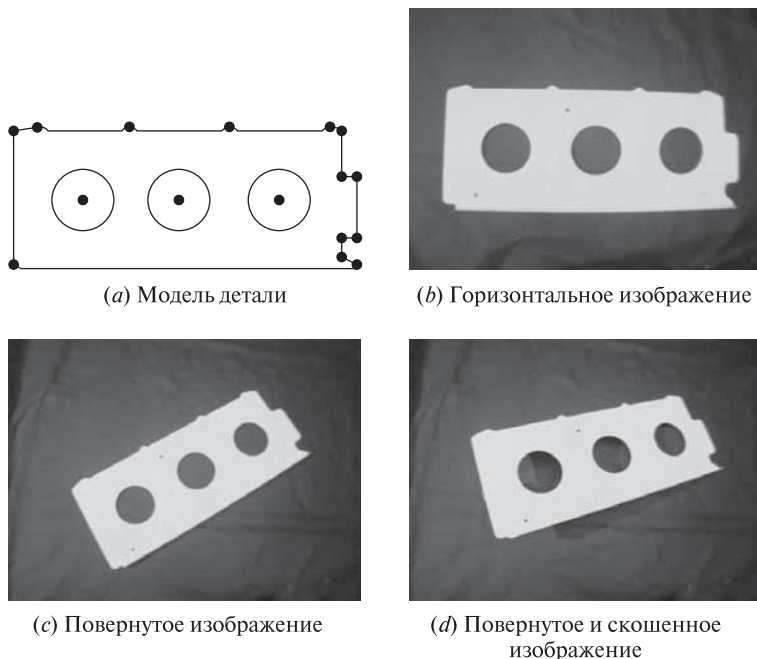 (a) Модель детали
(b) Горизонтальное изображение
(c) Повернутое изображение
(d) Повернутое и скошенное
изображение